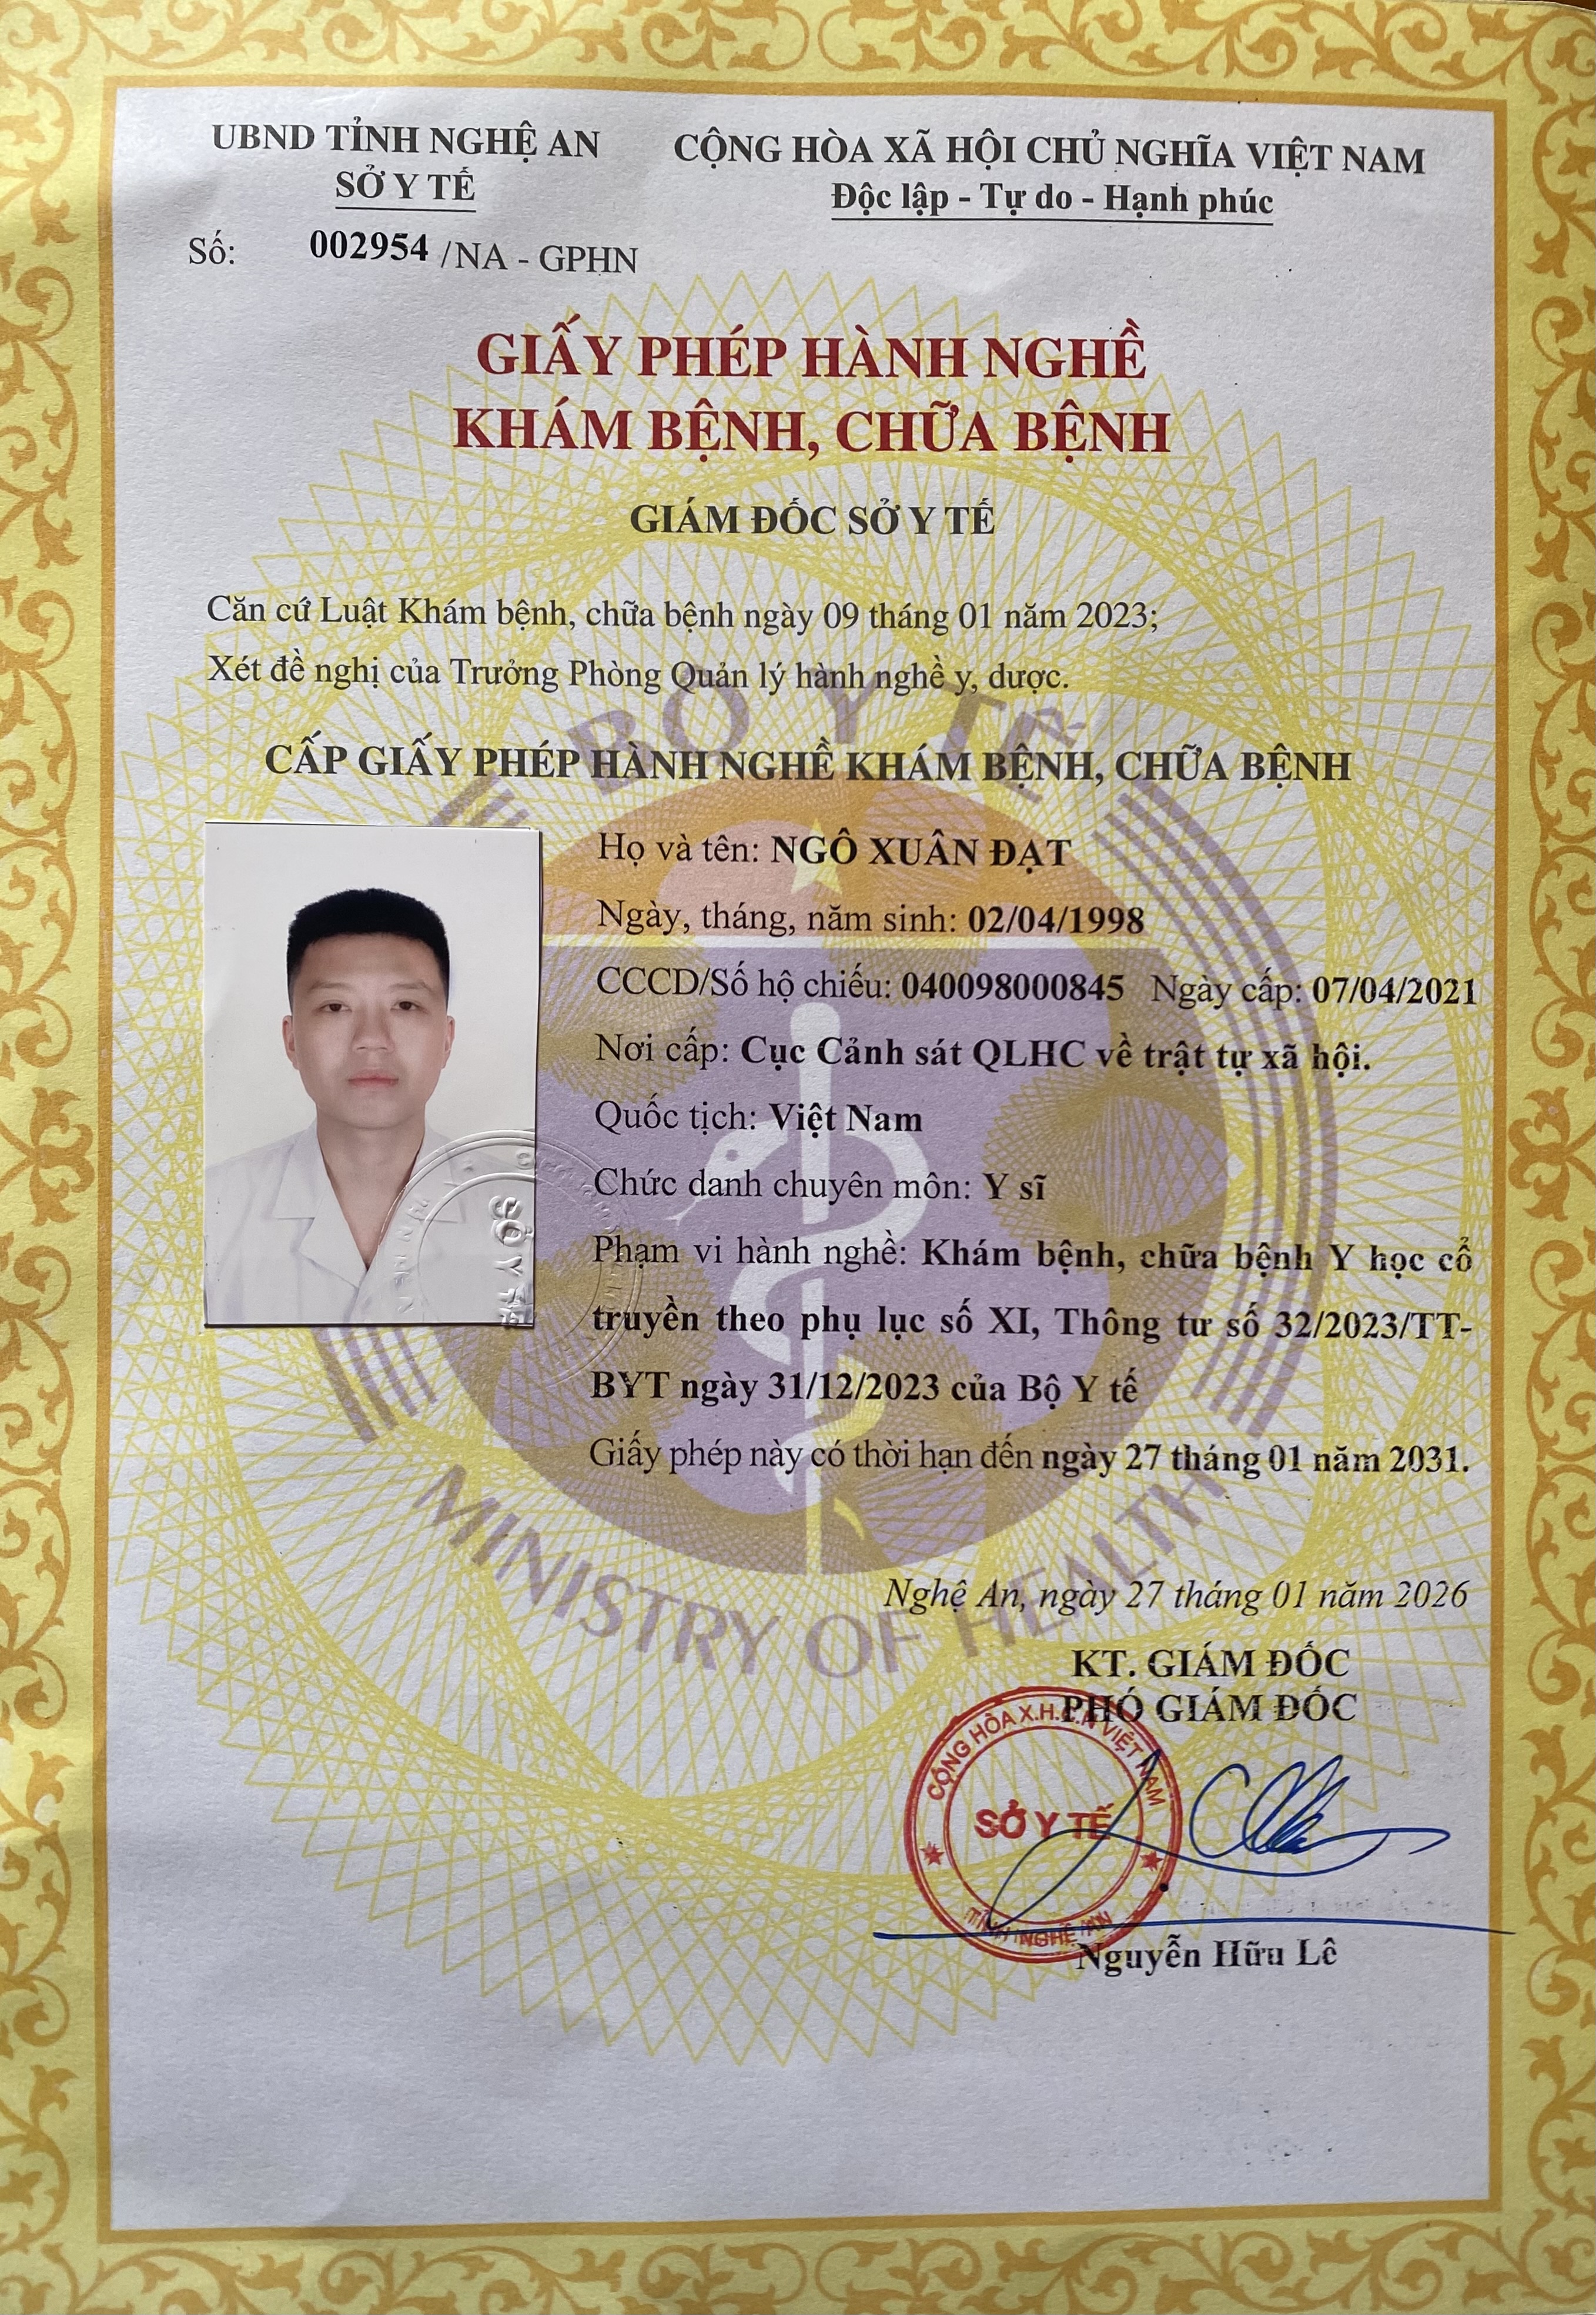 UBND TỈNH NGHỆ AN
SỞ Y TẾ
CỘNG HÒA XÃ HỘI CHỦ NGHĨA VIỆT NAM
Độc lập - Tự do - Hạnh phúc
Số: 002954 /NA - GPHN
GIẤY PHÉP HÀNH NGHỀ
KHÁM BỆNH, CHỮA BỆNH
GIÁM ĐỐC SỞ Y TẾ
Căn cứ Luật Khám bệnh, chữa bệnh ngày 09 tháng 01 năm 2023;
Xét đề nghị của Trưởng Phòng Quản lý hành nghề y, dược.
BỘ Y TẾ
CẤP GIẤY PHÉP HÀNH NGHỀ KHÁM BỆNH, CHỮA BỆNH
Họ và tên: NGÔ XUÂN ĐẠT
Ngày, tháng, năm sinh: 02/04/1998
CCCD/Số hộ chiếu: 040098000845 Ngày cấp: 07/04/2021
Nơi cấp: Cục Cảnh sát QLHC về trật tự xã hội.
Quốc tịch: Việt Nam
Chức danh chuyên môn: Y sĩ
SỞ Y TẾ
Phạm vi hành nghề: Khám bệnh, chữa bệnh Y học cổ
truyền theo phụ lục số XI, Thông tư số 32/2023/TT-
BYT ngày 31/12/2023 của Bộ Y tế
Giấy phép này có thời hạn đến ngày 27 tháng 01 năm 2031.
MINISTRY OF HEALTH
Nghệ An, ngày 27 tháng 01 năm 2026
KT. GIÁM ĐỐC
PHÓ GIÁM ĐỐC
CỘNG HÒA X.H.C.N VIỆT NAM
SỞ Y TẾ
TỈNH NGHỆ AN
Nguyễn Hữu Lê